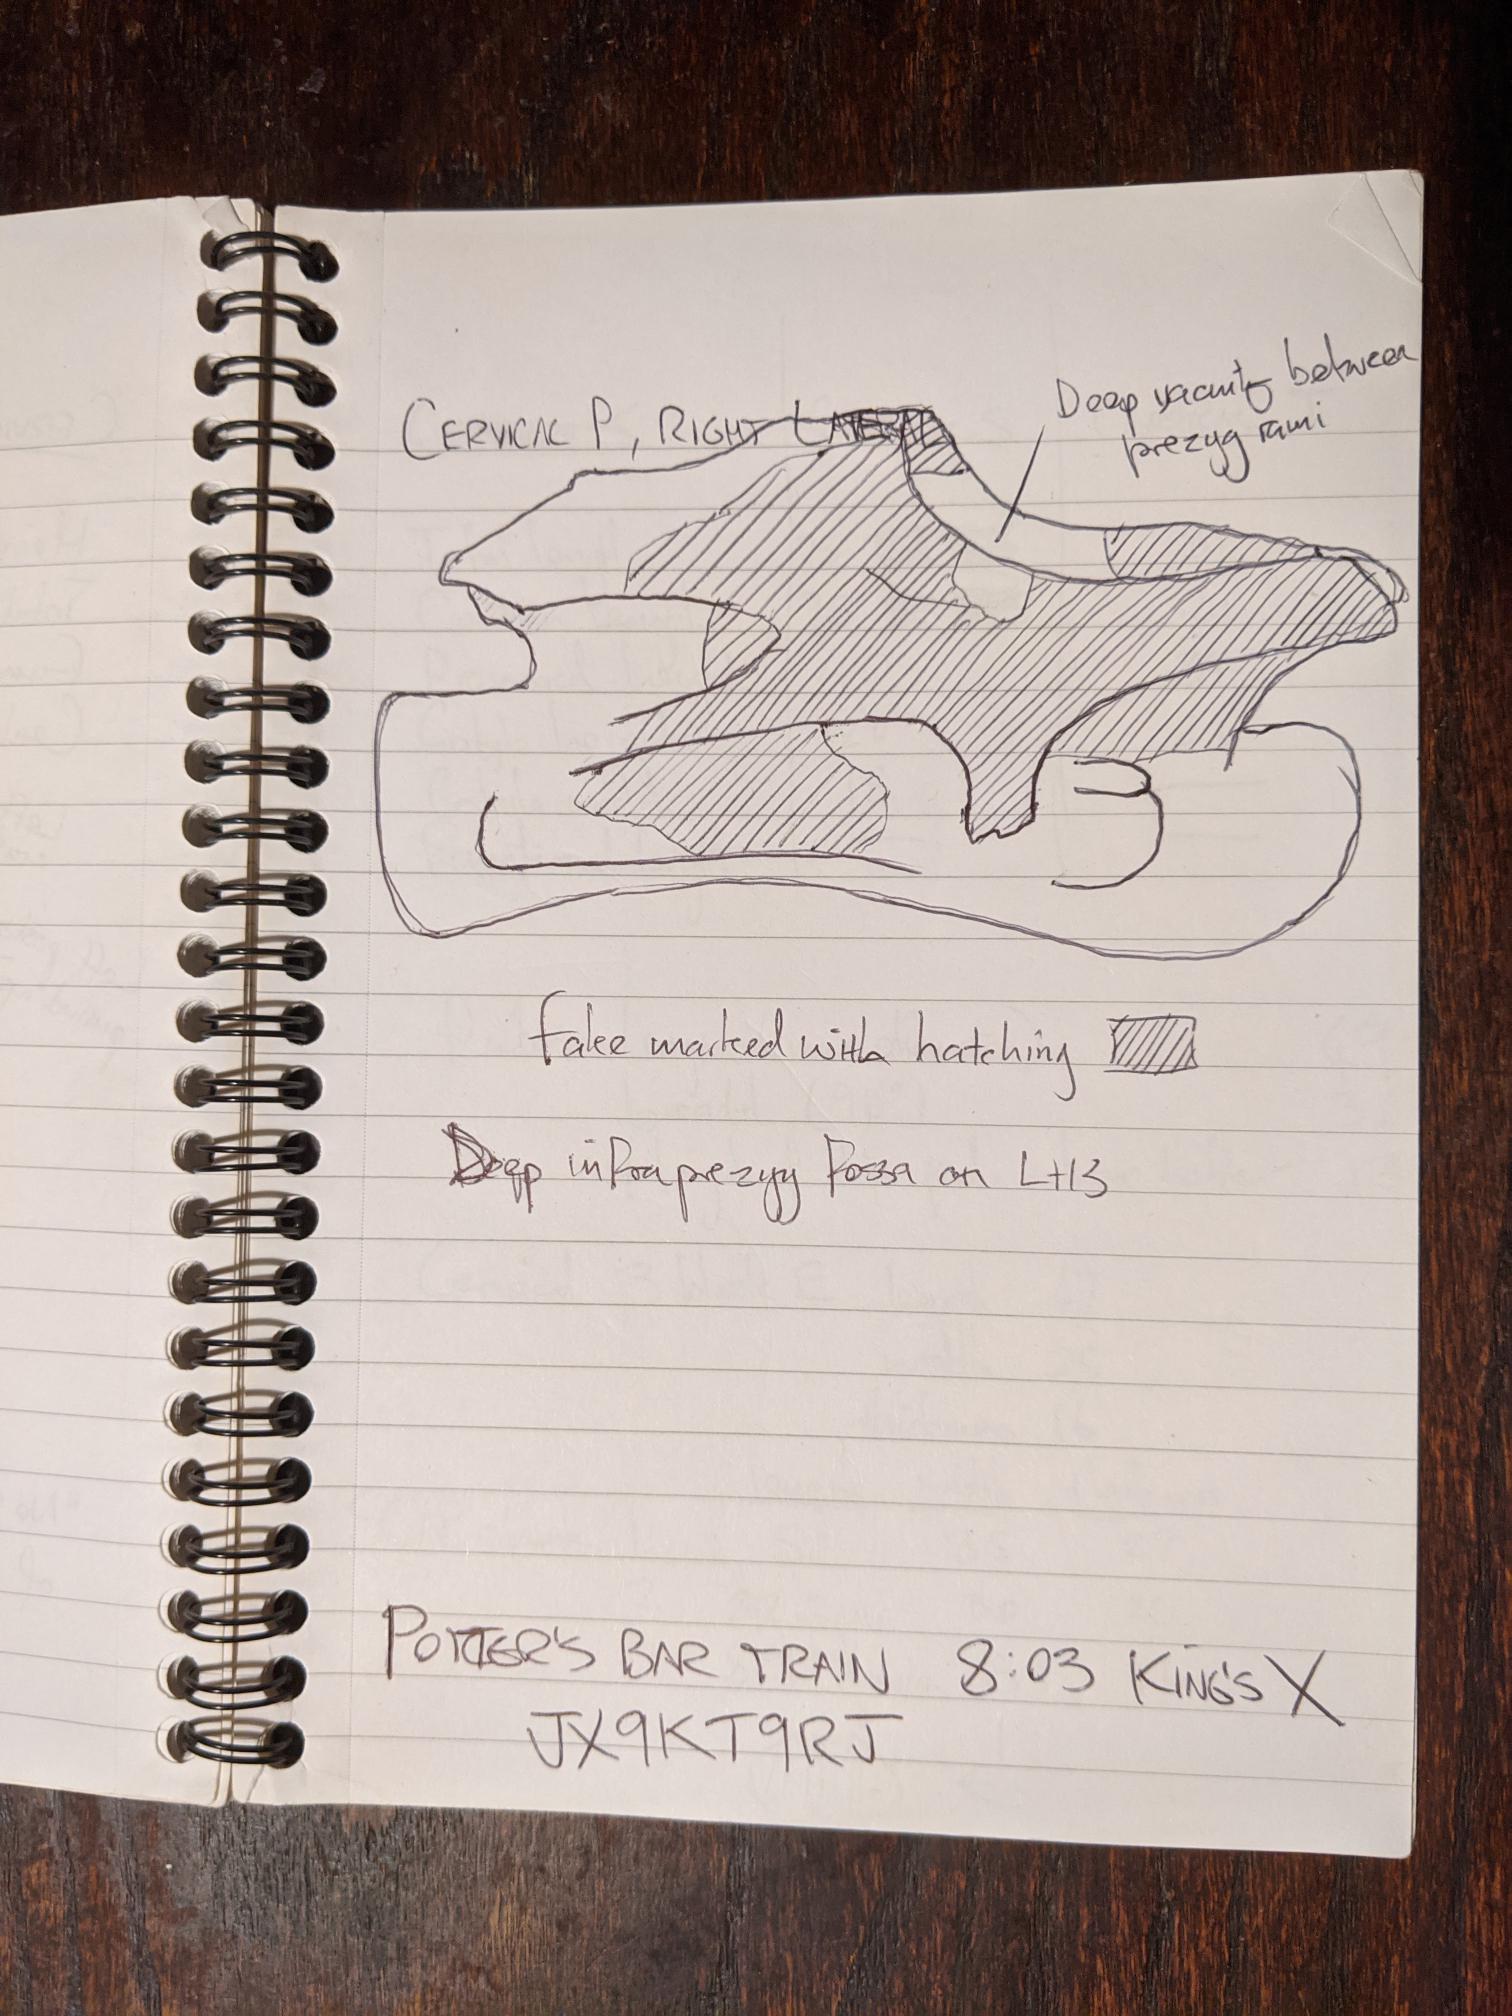 CERVICAL P, RIGHT LATERAL
Deep vacuity between
prezyg rami
fake marked with hatching
Deep infraprezyg fossa on LHS
POTTER'S BAR TRAIN 8:03 KING'S X
JX9KT9RJ